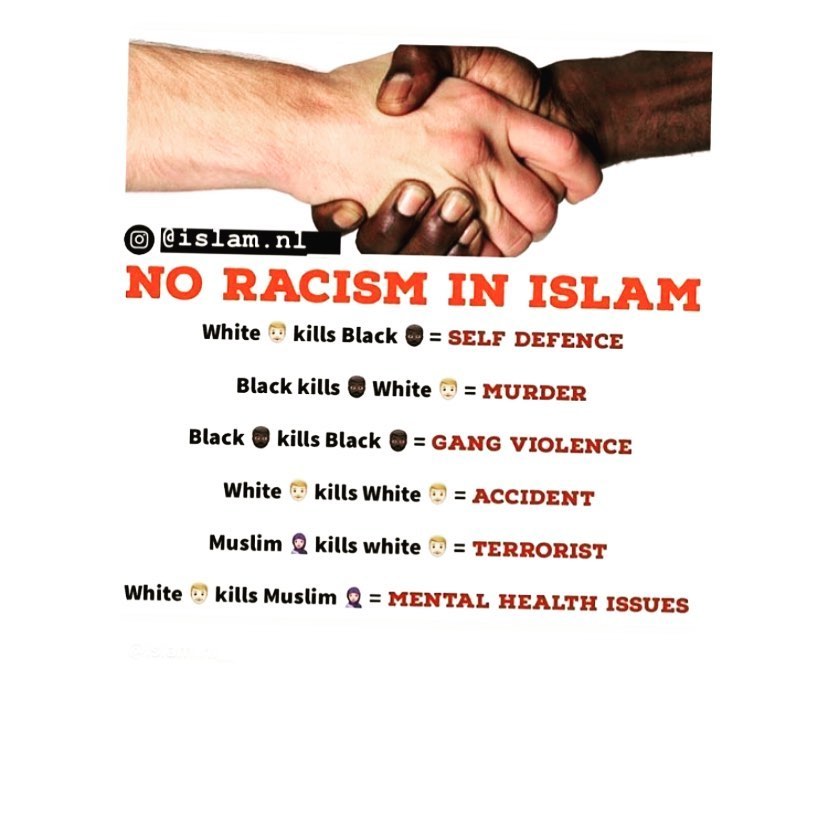 @islam.nl
NO RACISM IN ISLAM
White 👨🏼 kills Black 🧔🏿 = SELF DEFENCE
Black kills 🧔🏿 White 👨🏼 = MURDER
Black 🧔🏿 kills Black 🧔🏿 = GANG VIOLENCE
White 👨🏼 kills White 👨🏼 = ACCIDENT
Muslim 🧕🏼 kills white 👨🏼 = TERRORIST
White 👨🏼 kills Muslim 🧕🏼 = MENTAL HEALTH ISSUES